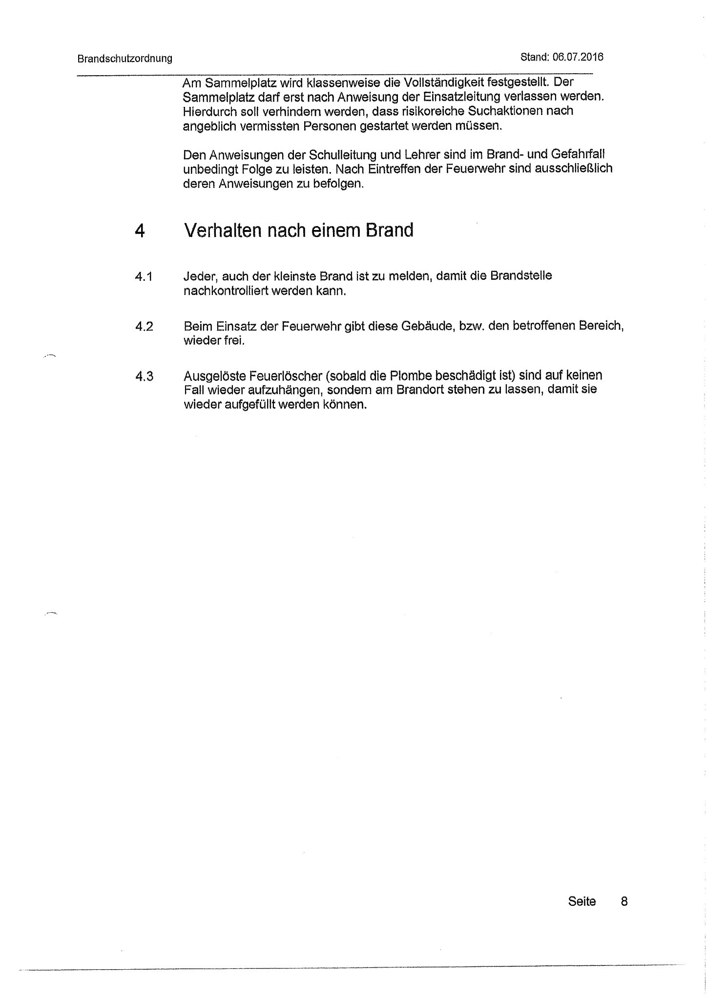 Brandschutzordnung Stand: 06.07.2016
Am Sammelplatz wird klassenweise die Vollständigkeit festgestellt. Der
Sammelplatz darf erst nach Anweisung der Einsatzleitung verlassen werden.
Hierdurch soll verhindern werden, dass risikoreiche Suchaktionen nach
angeblich vermissten Personen gestartet werden müssen.
Den Anweisungen der Schulleitung und Lehrer sind im Brand- und Gefahrfall
unbedingt Folge zu leisten. Nach Eintreffen der Feuerwehr sind ausschließlich
deren Anweisungen zu befolgen.
4 Verhalten nach einem Brand
4.1 Jeder, auch der kleinste Brand ist zu melden, damit die Brandstelle
nachkontrolliert werden kann.
4.2 Beim Einsatz der Feuerwehr gibt diese Gebäude, bzw. den betroffenen Bereich,
wieder frei.
4.3 Ausgelöste Feuerlöscher (sobald die Plombe beschädigt ist) sind auf keinen
Fall wieder aufzuhängen, sondern am Brandort stehen zu lassen, damit sie
wieder aufgefüllt werden können.
Seite 8